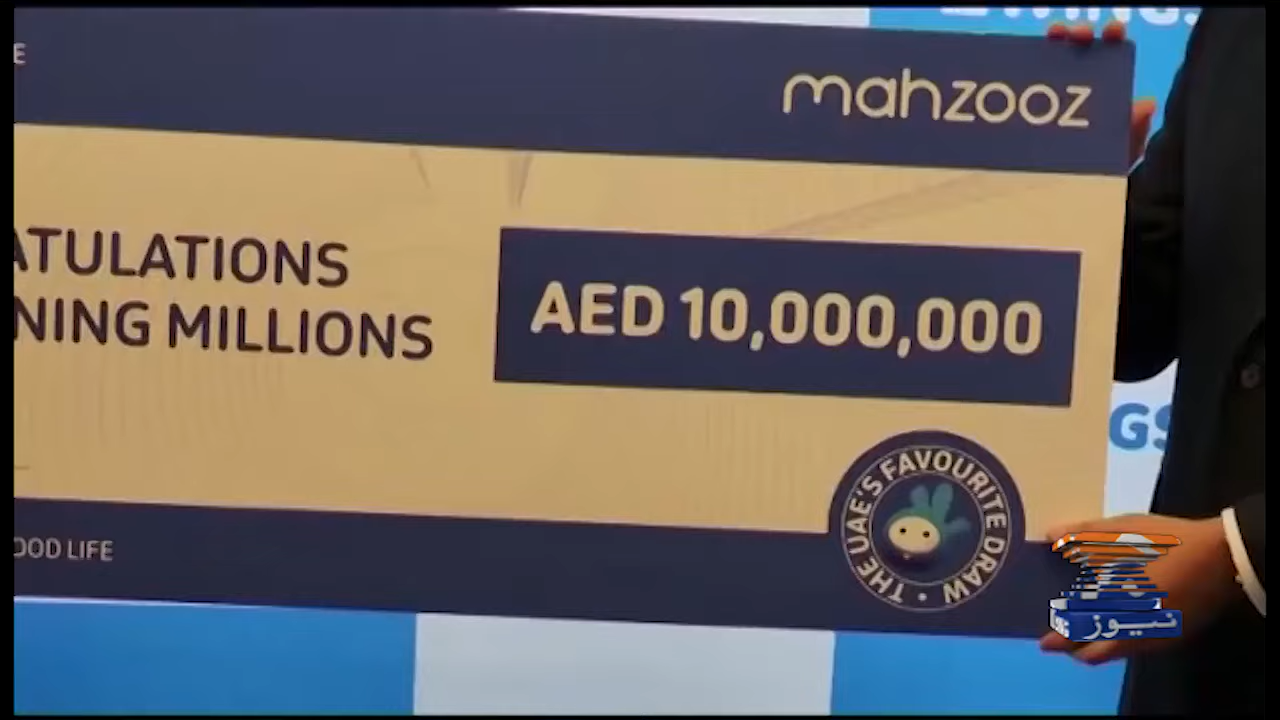 E
mahzooz
ATULATIONS
NING MILLIONS
AED 10,000,000
THE UAE'S FAVOURITE DRAW •
OOD LIFE
GS
نیوز